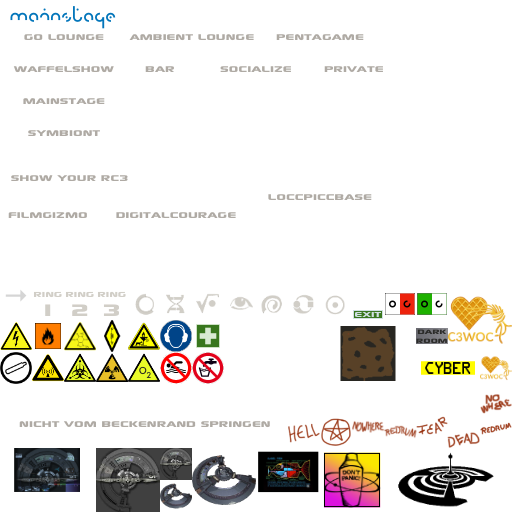 mainstage
GO LOUNGE AMBIENT LOUNGE PENTAGAME
WAFFELSHOW BAR SOCIALIZE PRIVATE
MAINSTAGE
SYMBIONT
SHOW YOUR RC3
LOCCPICCBASE
FILMGIZMO DIGITALCOURAGE
RING RING RING
1 2 3
EXIT
DARK ROOM
C3WOC
O2
CYBER
C3WOC
NO WHERE
NICHT VOM BECKENRAND SPRINGEN
HELL NOWHERE REDRUM FEAR
DEAD REDRUM
DON'T PANIC